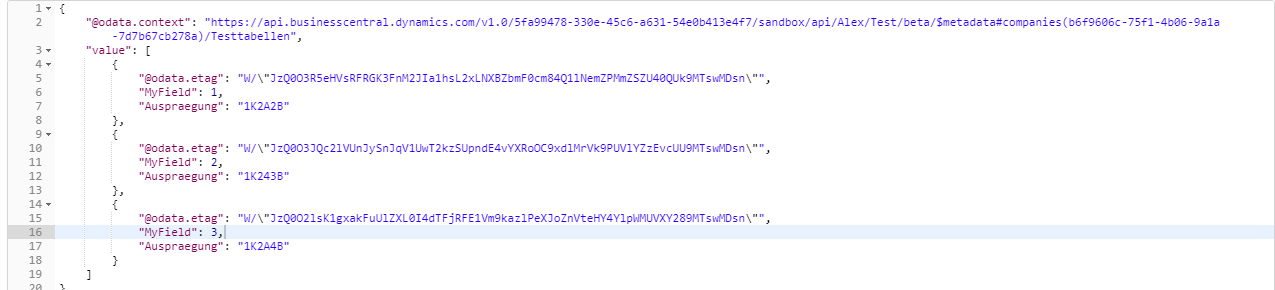 1 {
2 "@odata.context": "https://api.businesscentral.dynamics.com/v1.0/5fa99478-330e-45c6-a631-54e0b413e4f7/sandbox/api/Alex/Test/beta/$metadata#companies(b6f9606c-75f1-4b06-9a1a
-7d7b67cb278a)/Testtabellen",
3 "value": [
4 {
5 "@odata.etag": "W/\"JzQ0O3R5eHVsRFRGK3FnM2JIa1hsL2xLNXBZbmF0cm84Q1lNemZPMmZSZU40QUk9MTswMDsn\"",
6 "MyField": 1,
7 "Auspraegung": "1K2A2B"
8 },
9 {
10 "@odata.etag": "W/\"JzQ0O3JQc2lVUnJySnJqV1UwT2kzSUpndE4vYXRoOC9xdlMrVk9PUVlYZzEvcUU9MTswMDsn\"",
11 "MyField": 2,
12 "Auspraegung": "1K243B"
13 },
14 {
15 "@odata.etag": "W/\"JzQ0O2lsK1gxakFuUlZXL0I4dTFjRFE1Vm9kazlPeXJoZnVteHY4YlpWMUVXY289MTswMDsn\"",
16 "MyField": 3,
17 "Auspraegung": "1K2A4B"
18 }
19 ]
20 }